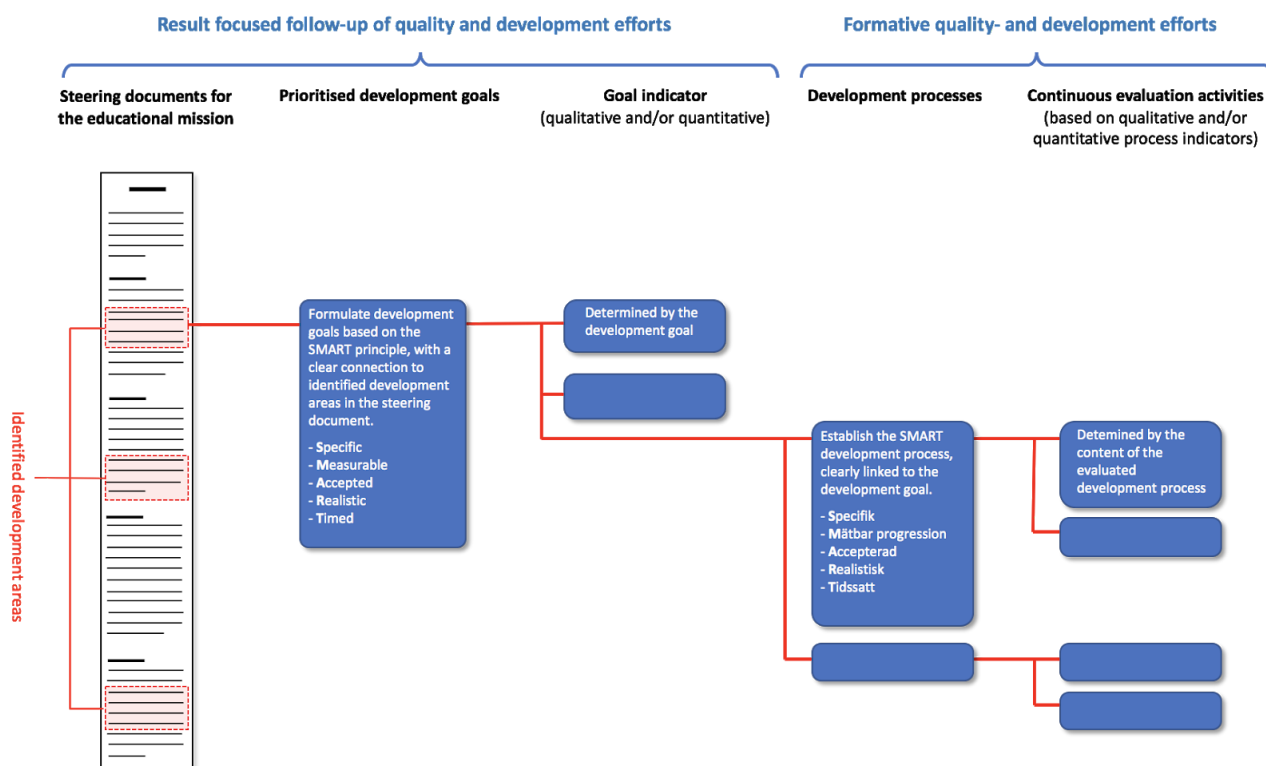 Result focused follow-up of quality and development efforts
Formative quality- and development efforts
Steering documents for
the educational mission
Prioritised development goals
Goal indicator
(qualitative and/or quantitative)
Development processes
Continuous evaluation activities
(based on qualitative and/or
quantitative process indicators)
Identified development areas
Formulate development
goals based on the
SMART principle, with a
clear connection to
identified development
areas in the steering
document.
- Specific
- Measurable
- Accepted
- Realistic
- Timed
Determined by the
development goal
Establish the SMART
development process,
clearly linked to the
development goal.
- Specifik
- Mätbar progression
- Accepterad
- Realistisk
- Tidssatt
Detemined by the
content of the
evaluated
development process